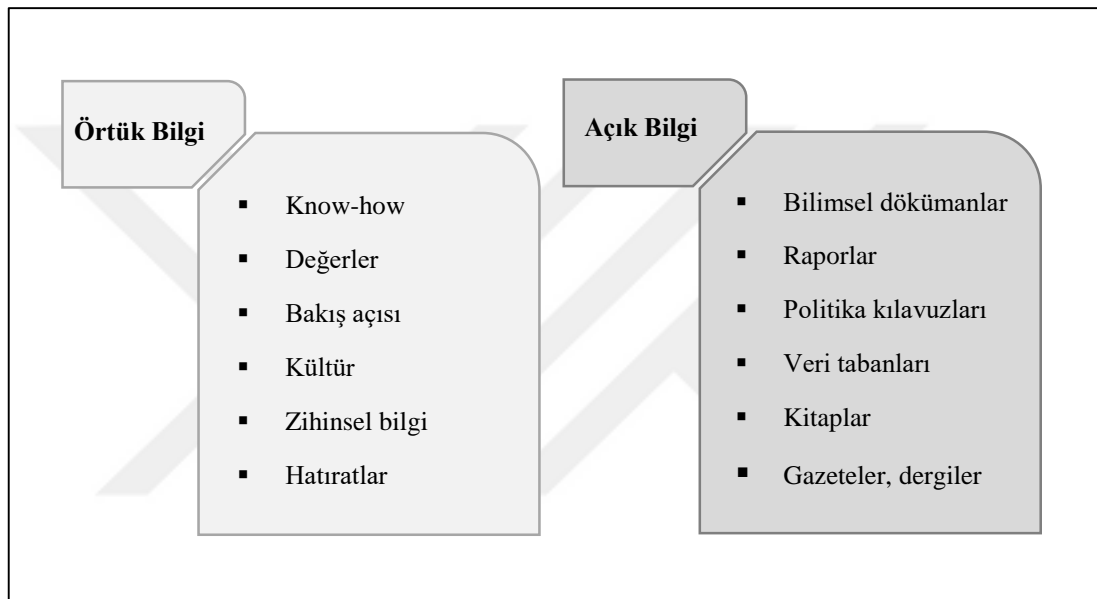 Örtük Bilgi
Know-how
Değerler
Bakış açısı
Kültür
Zihinsel bilgi
Hatıratlar
Açık Bilgi
Bilimsel dökümanlar
Raporlar
Politika kılavuzları
Veri tabanları
Kitaplar
Gazeteler, dergiler